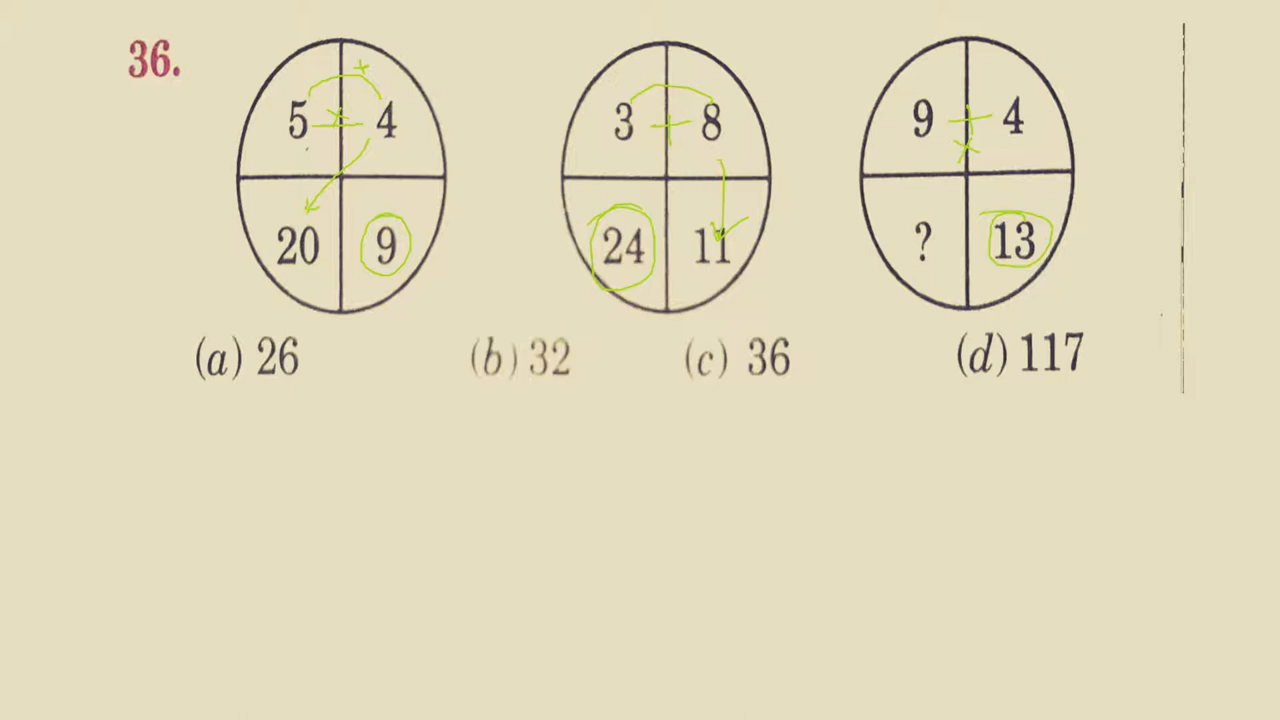 36.
5 × 4 3 + 8 9 + 4
×
20 9 24 11 ? 13
(a) 26 (b) 32 (c) 36 (d) 117